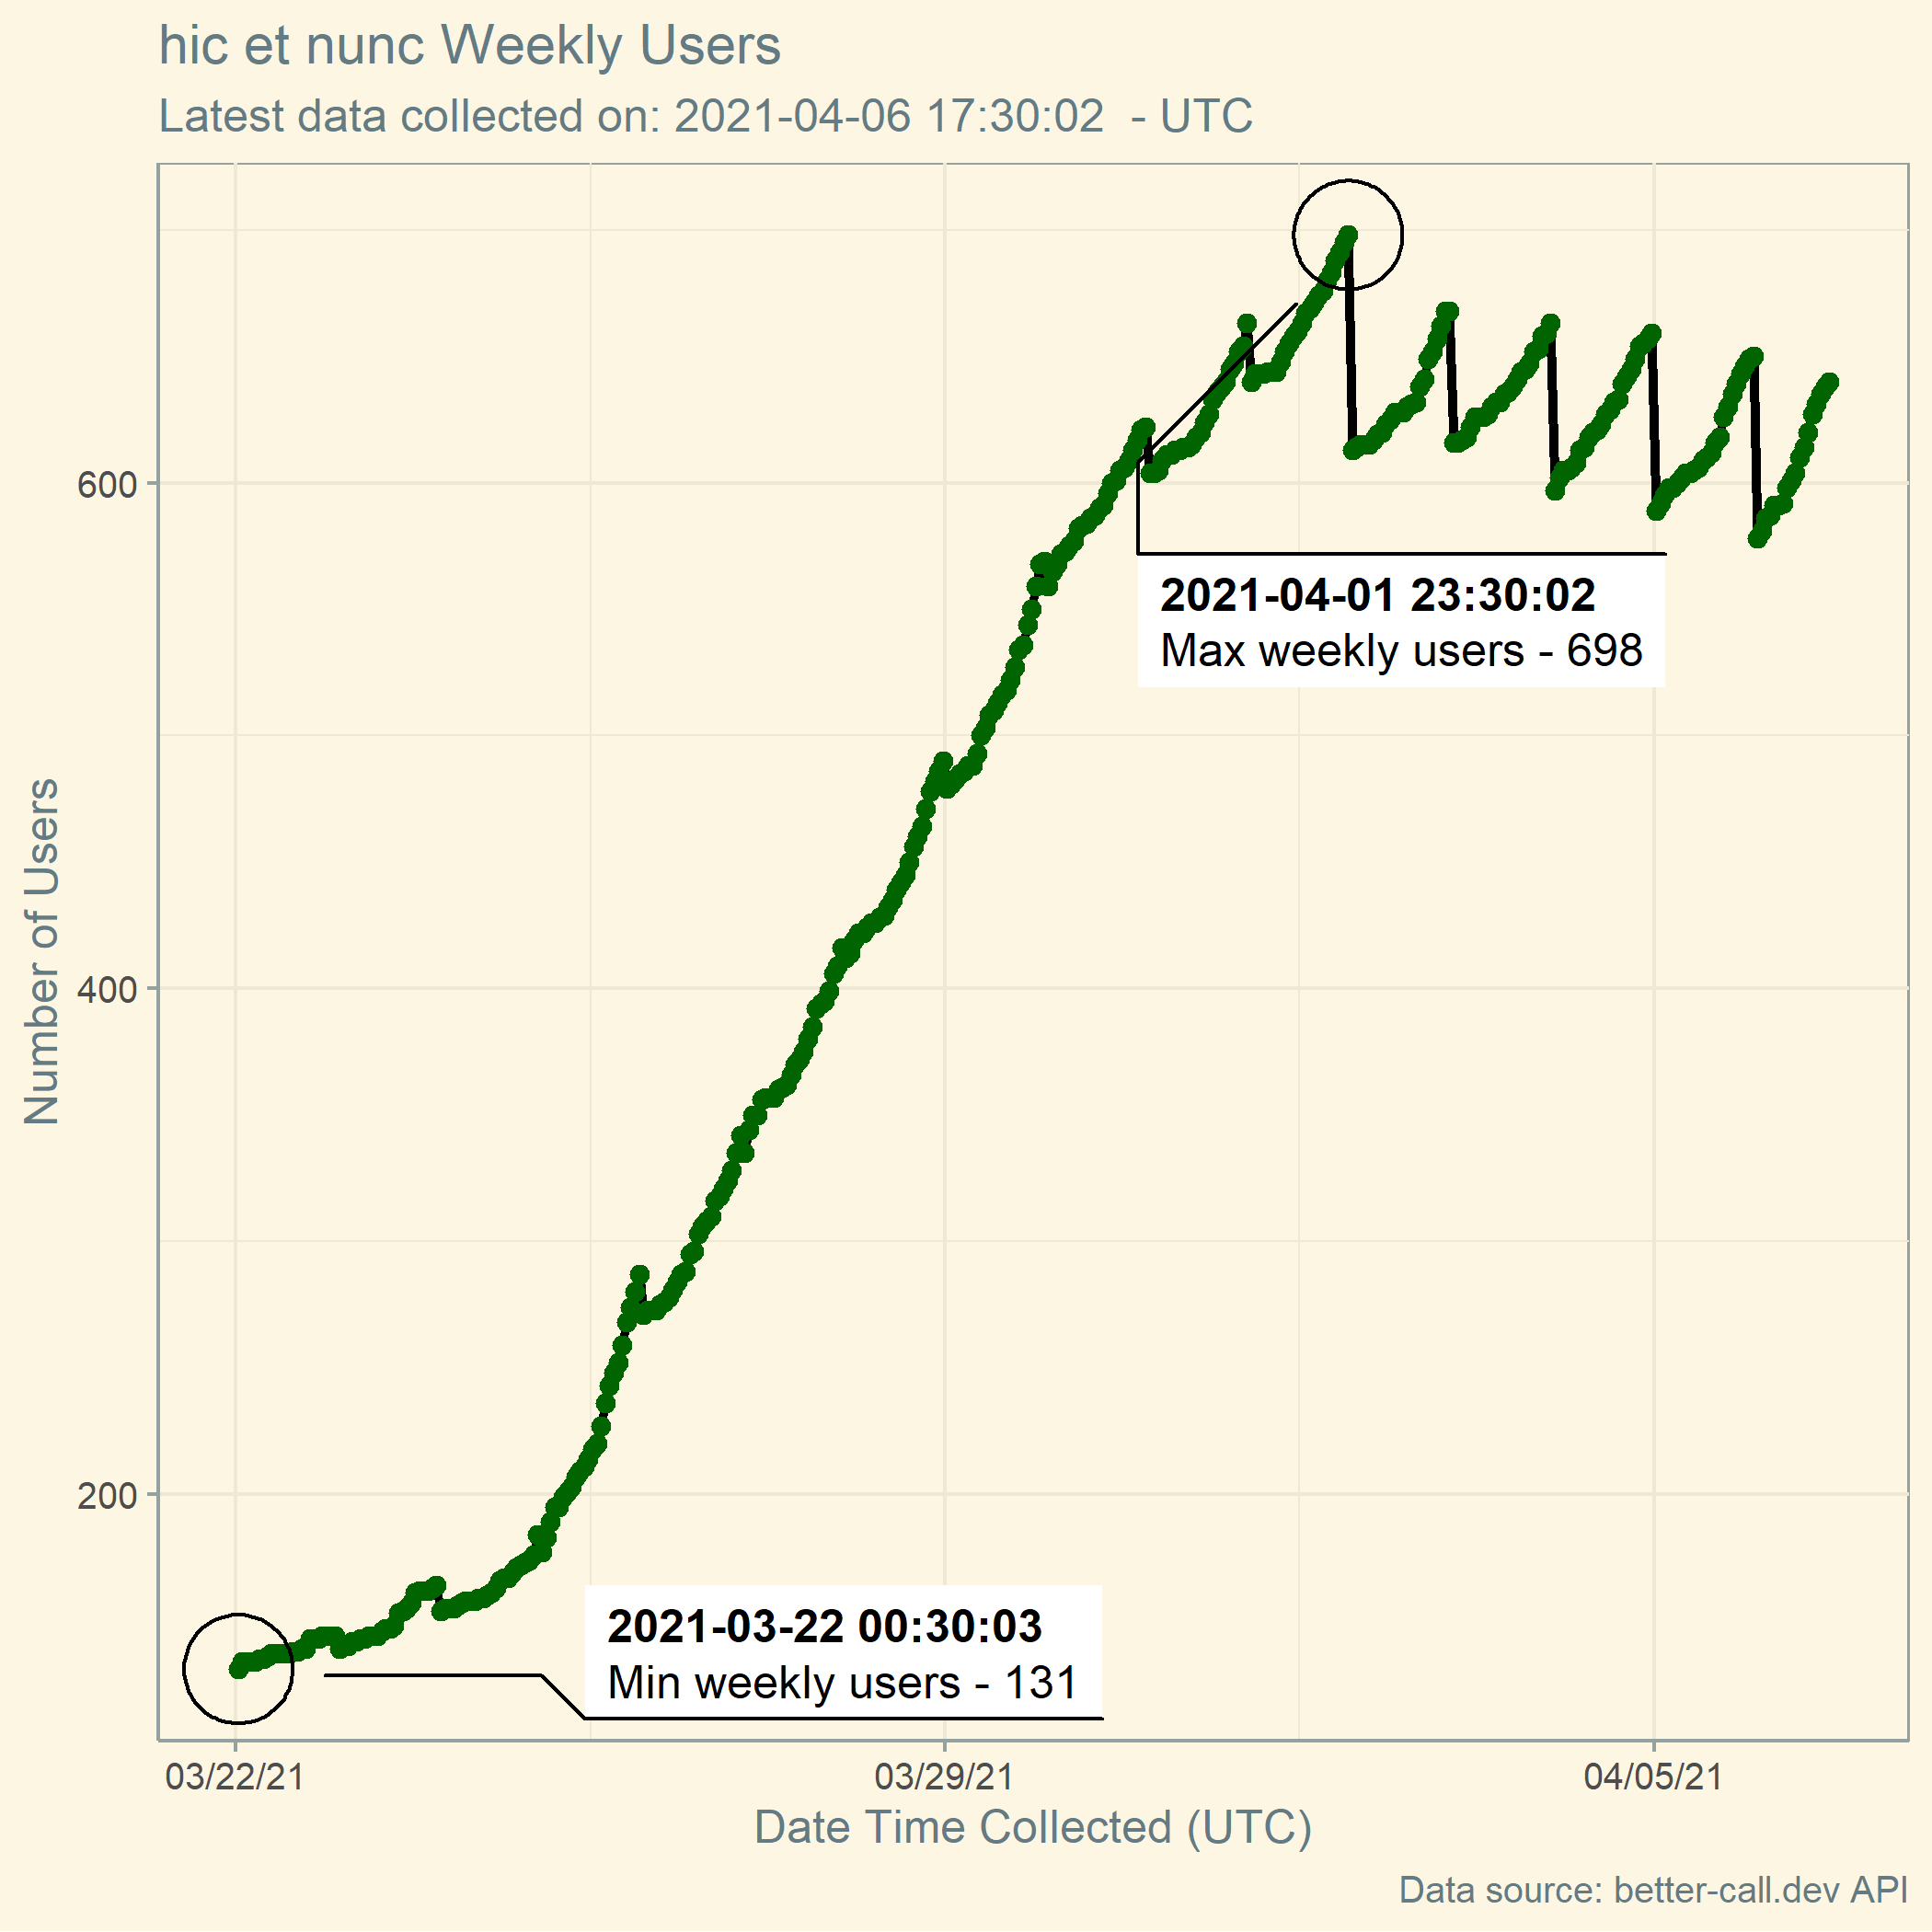 hic et nunc Weekly Users
Latest data collected on: 2021-04-06 17:30:02  - UTC
Number of Users
600
400
200
2021-04-01 23:30:02
Max weekly users - 698
2021-03-22 00:30:03
Min weekly users - 131
03/22/21
03/29/21
04/05/21
Date Time Collected (UTC)
Data source: better-call.dev API